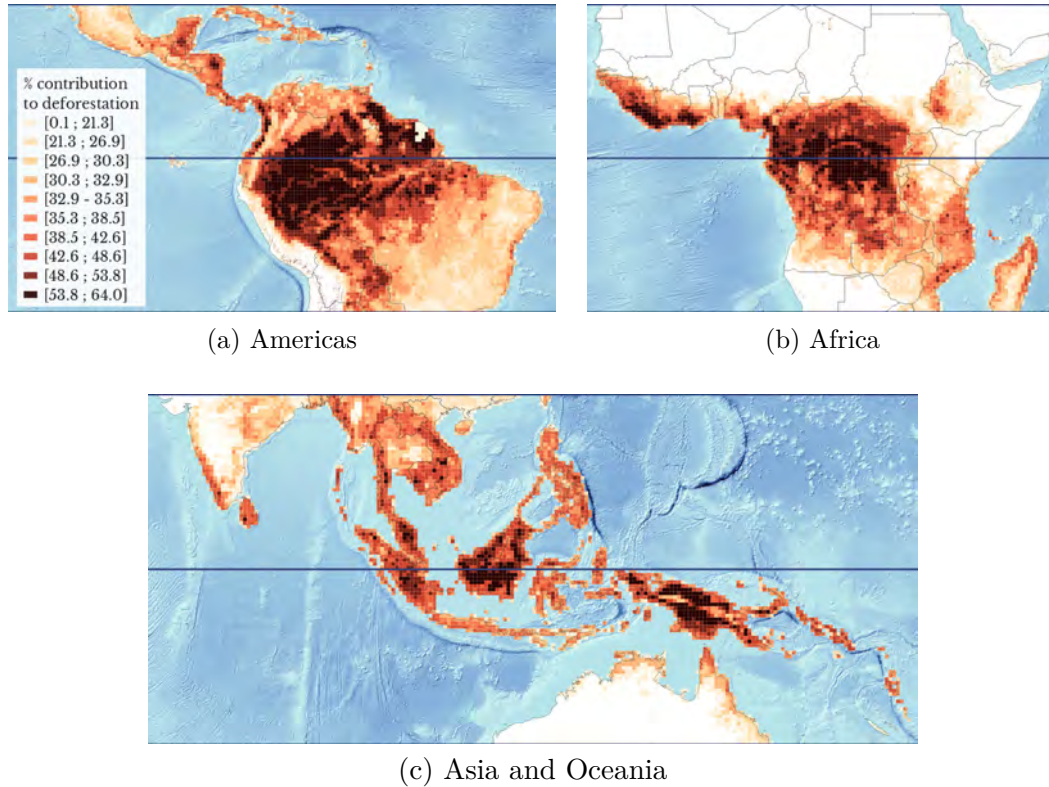 % contribution
to deforestation
[0.1 ; 21.3]
[21.3 ; 26.9]
[26.9 ; 30.3]
[30.3 ; 32.9]
[32.9 - 35.3]
[35.3 ; 38.5]
[38.5 ; 42.6]
[42.6 ; 48.6]
[48.6 ; 53.8]
[53.8 ; 64.0]
(a) Americas
(b) Africa
(c) Asia and Oceania